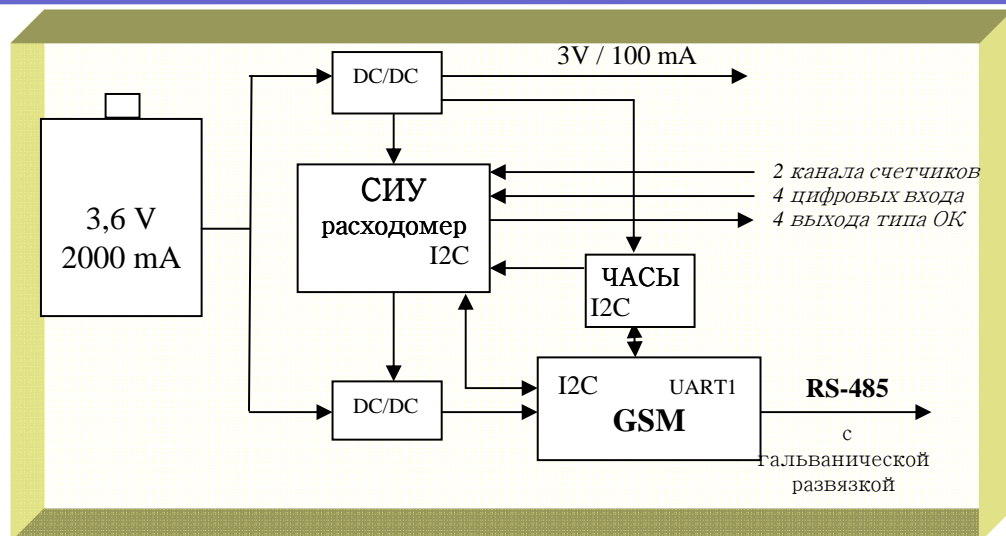 DC/DC
3V / 100 mA
3,6 V
2000 mA
СИУ
расходомер
I2C
2 канала счетчиков
4 цифровых входа
4 выхода типа ОК
ЧАСЫ
I2C
DC/DC
I2C
UART1
GSM
RS-485
с
гальванической
развязкой